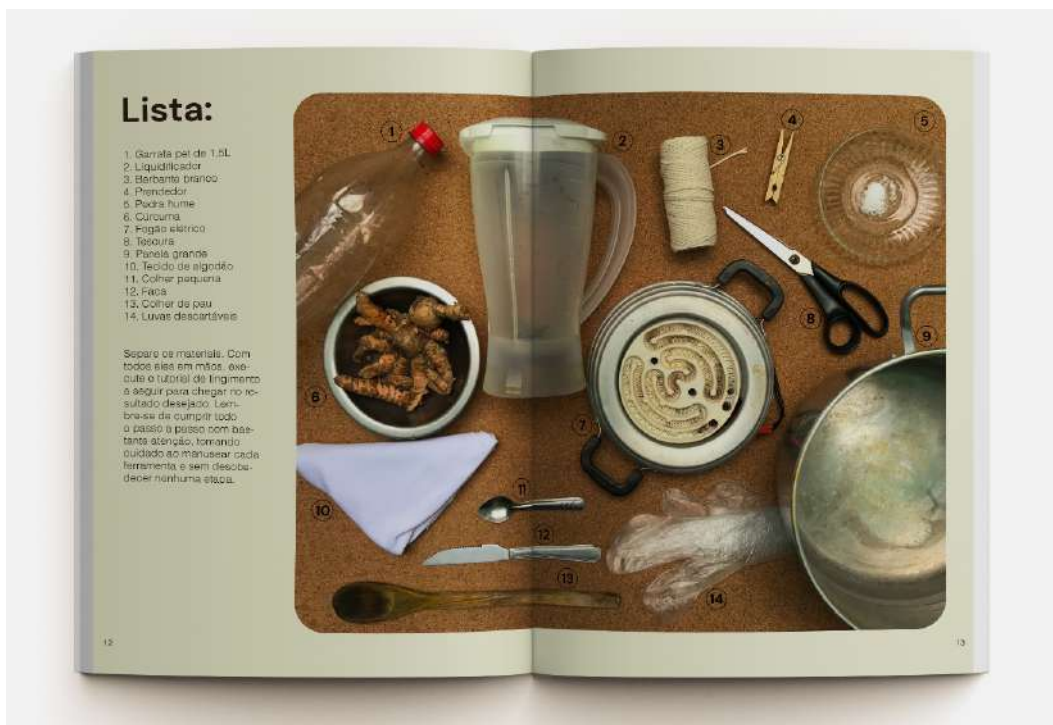 Lista:
1. Garrafa pet de 1,5L
2. Liquidificador
3. Barbante branco
4. Prendedor
5. Pedra hume
6. Cúrcuma
7. Fogão elétrico
8. Tesoura
9. Panela grande
10. Tecido de algodão
11. Colher pequena
12. Faca
13. Colher de pau
14. Luvas descartáveis
Separe os materiais. Com
todos eles em mãos, exe-
cute o tutorial de tingimento
a seguir para chegar no re-
sultado desejado. Lem-
bre-se de cumprir todo
o passo a passo com bas-
tante atenção, tomando
cuidado ao manusear cada
ferramenta e sem desobe-
decer nenhuma etapa.
1
2
3
4
5
6
7
8
9
10
11
12
13
14
12
13